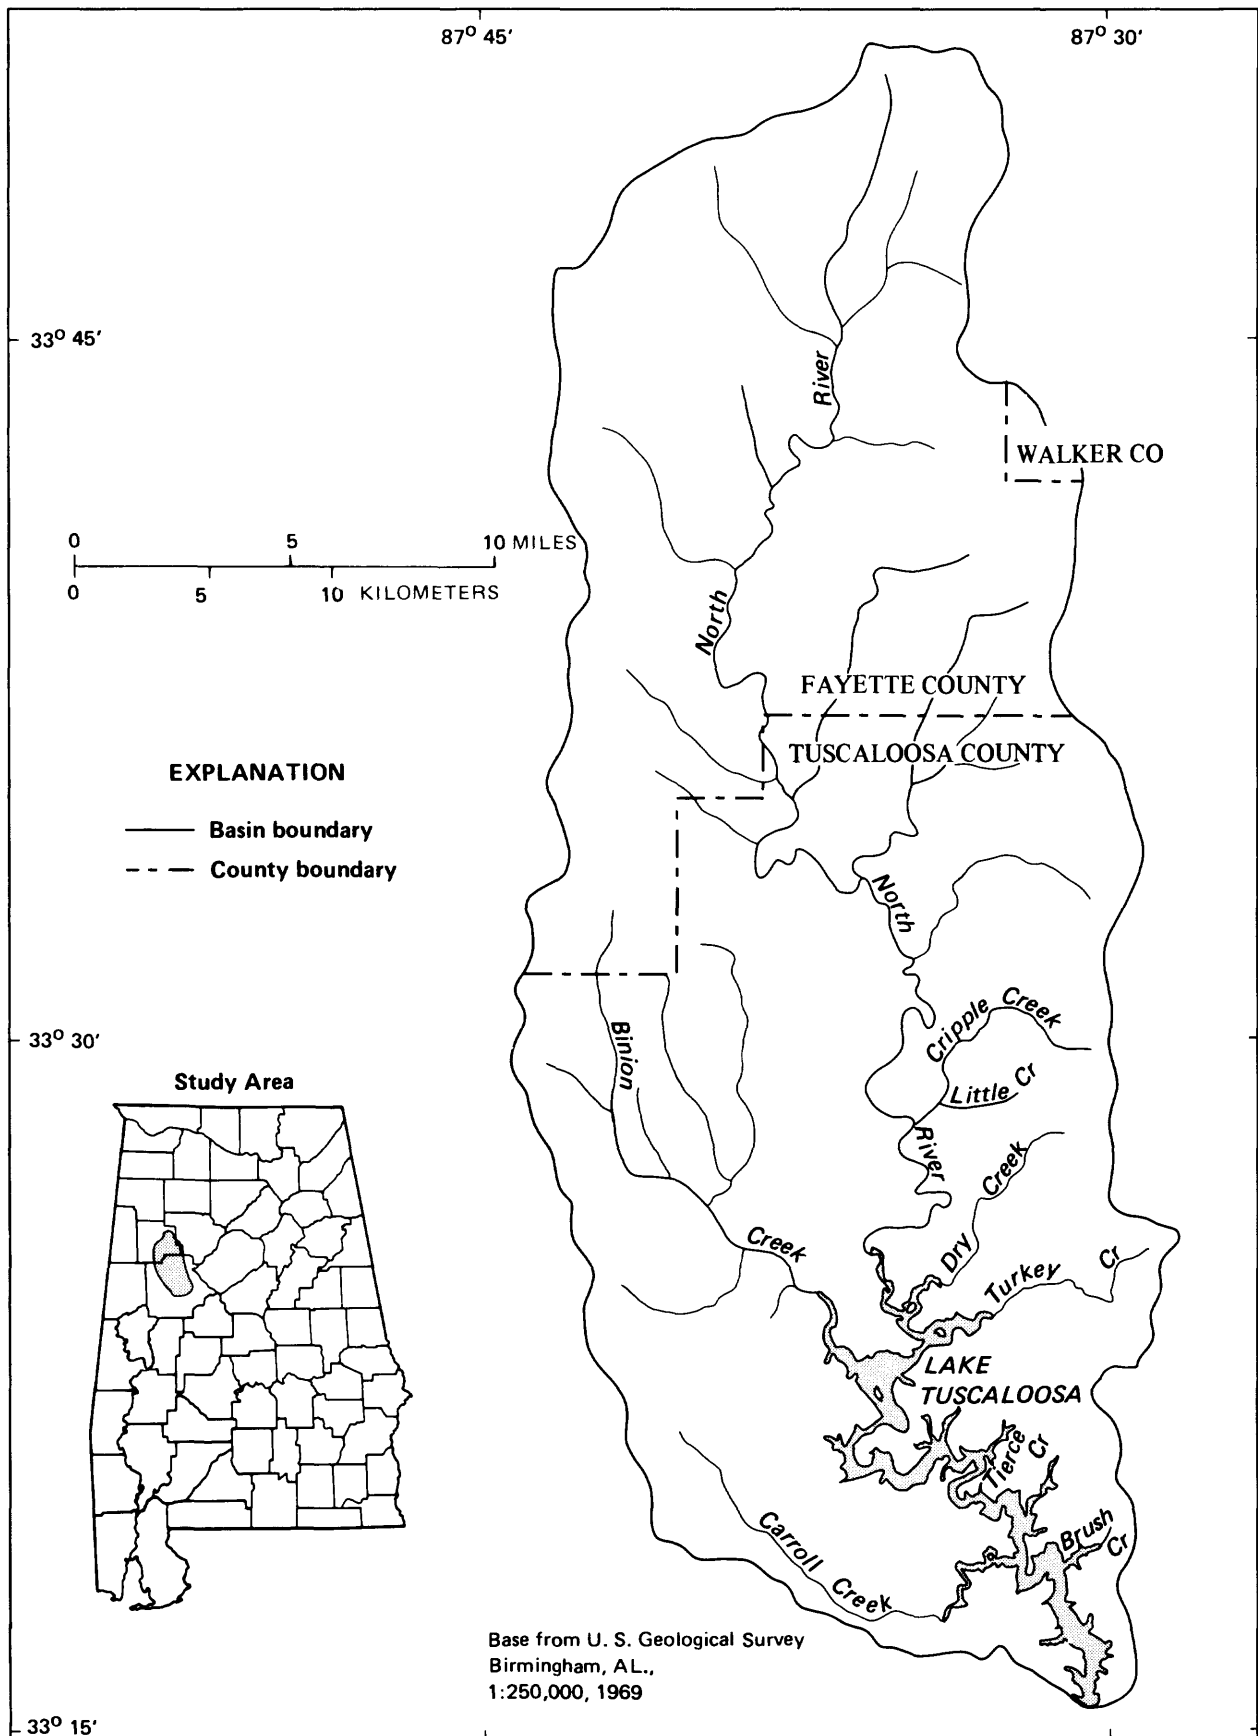 87° 45'
87° 30'
33° 45'
River
WALKER CO
0 5 10 MILES
0 5 10 KILOMETERS
North
FAYETTE COUNTY
TUSCALOOSA COUNTY
EXPLANATION
Basin boundary
County boundary
North
33° 30'
Binion
Cripple Creek
Little Cr
Study Area
River
Creek
Dry
Creek
Turkey
Cr
LAKE
TUSCALOOSA
Tierce
Cr
Carroll
Creek
Brush
Cr
Base from U. S. Geological Survey
Birmingham, AL.,
1:250,000, 1969
33° 15'